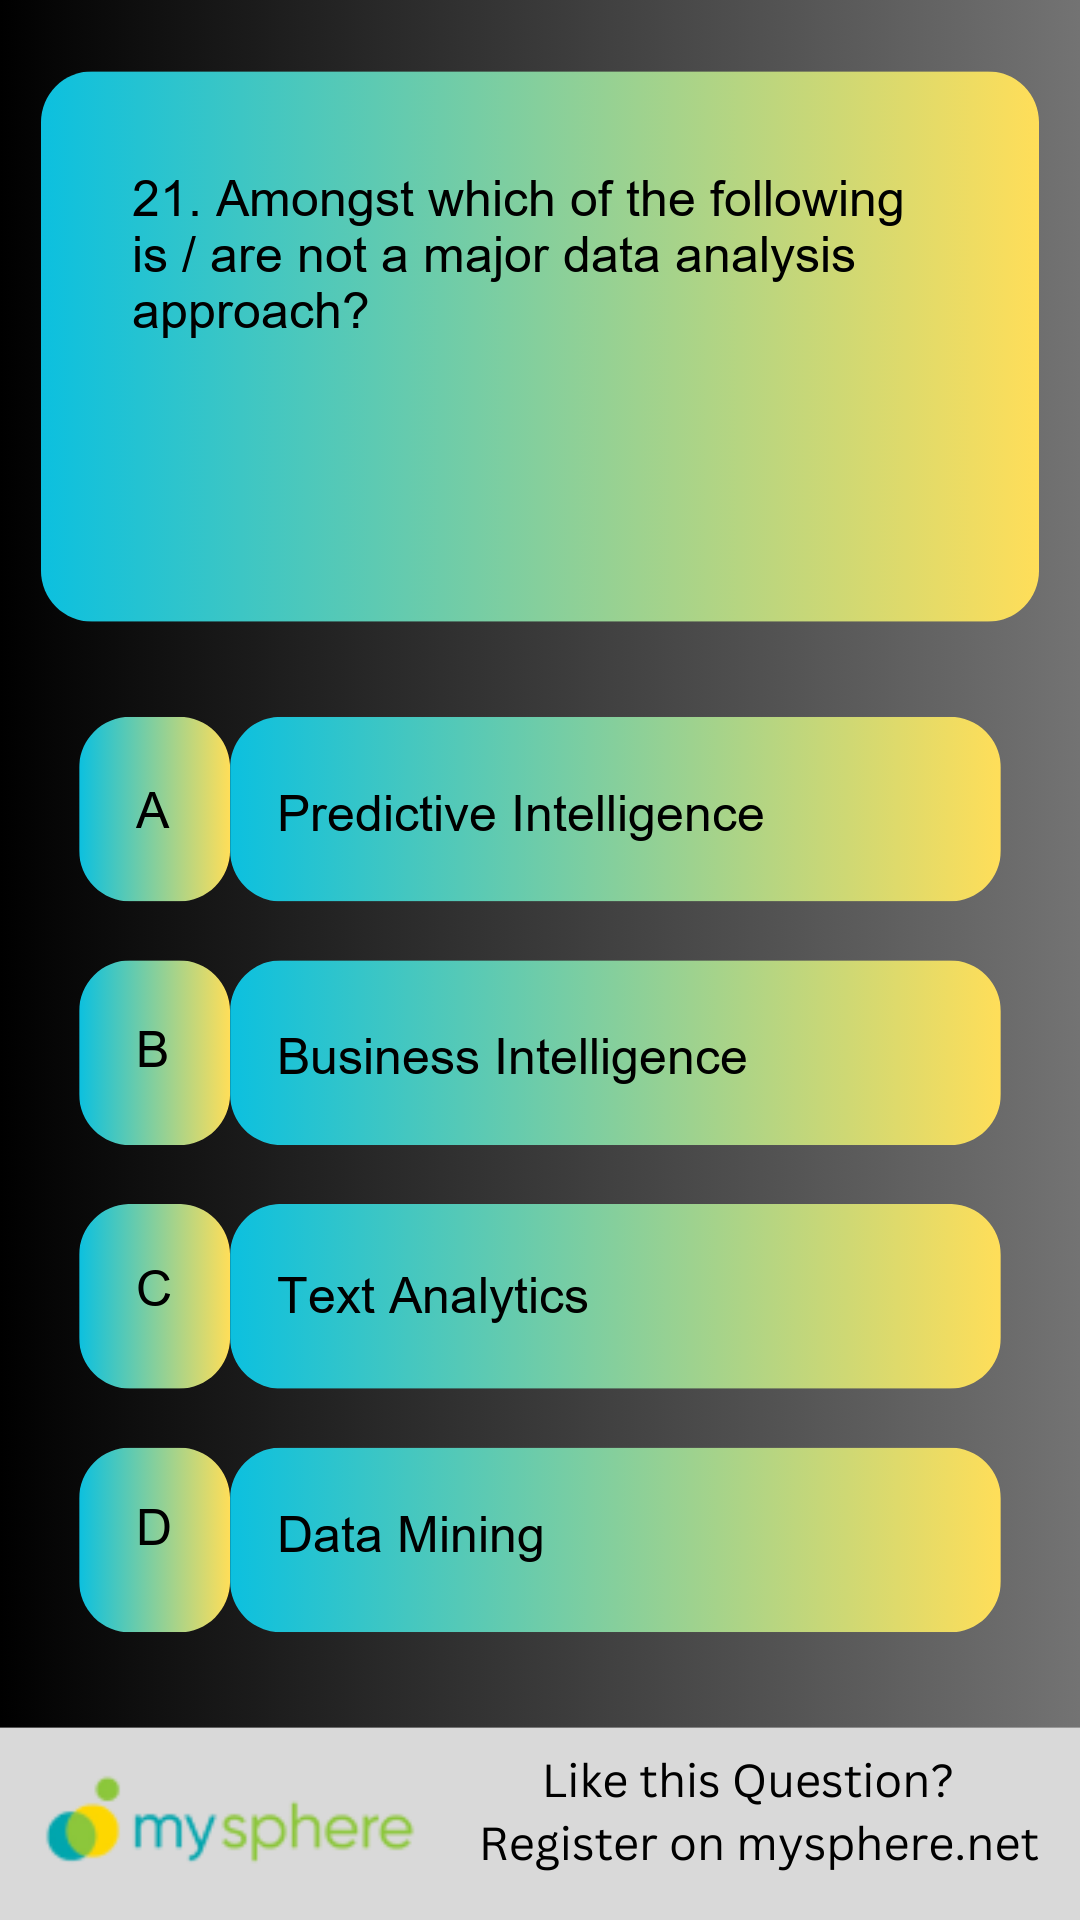 21. Amongst which of the following
is / are not a major data analysis
approach?
A
Predictive Intelligence
B
Business Intelligence
C
Text Analytics
D
Data Mining
mysphere
Like this Question?
Register on mysphere.net